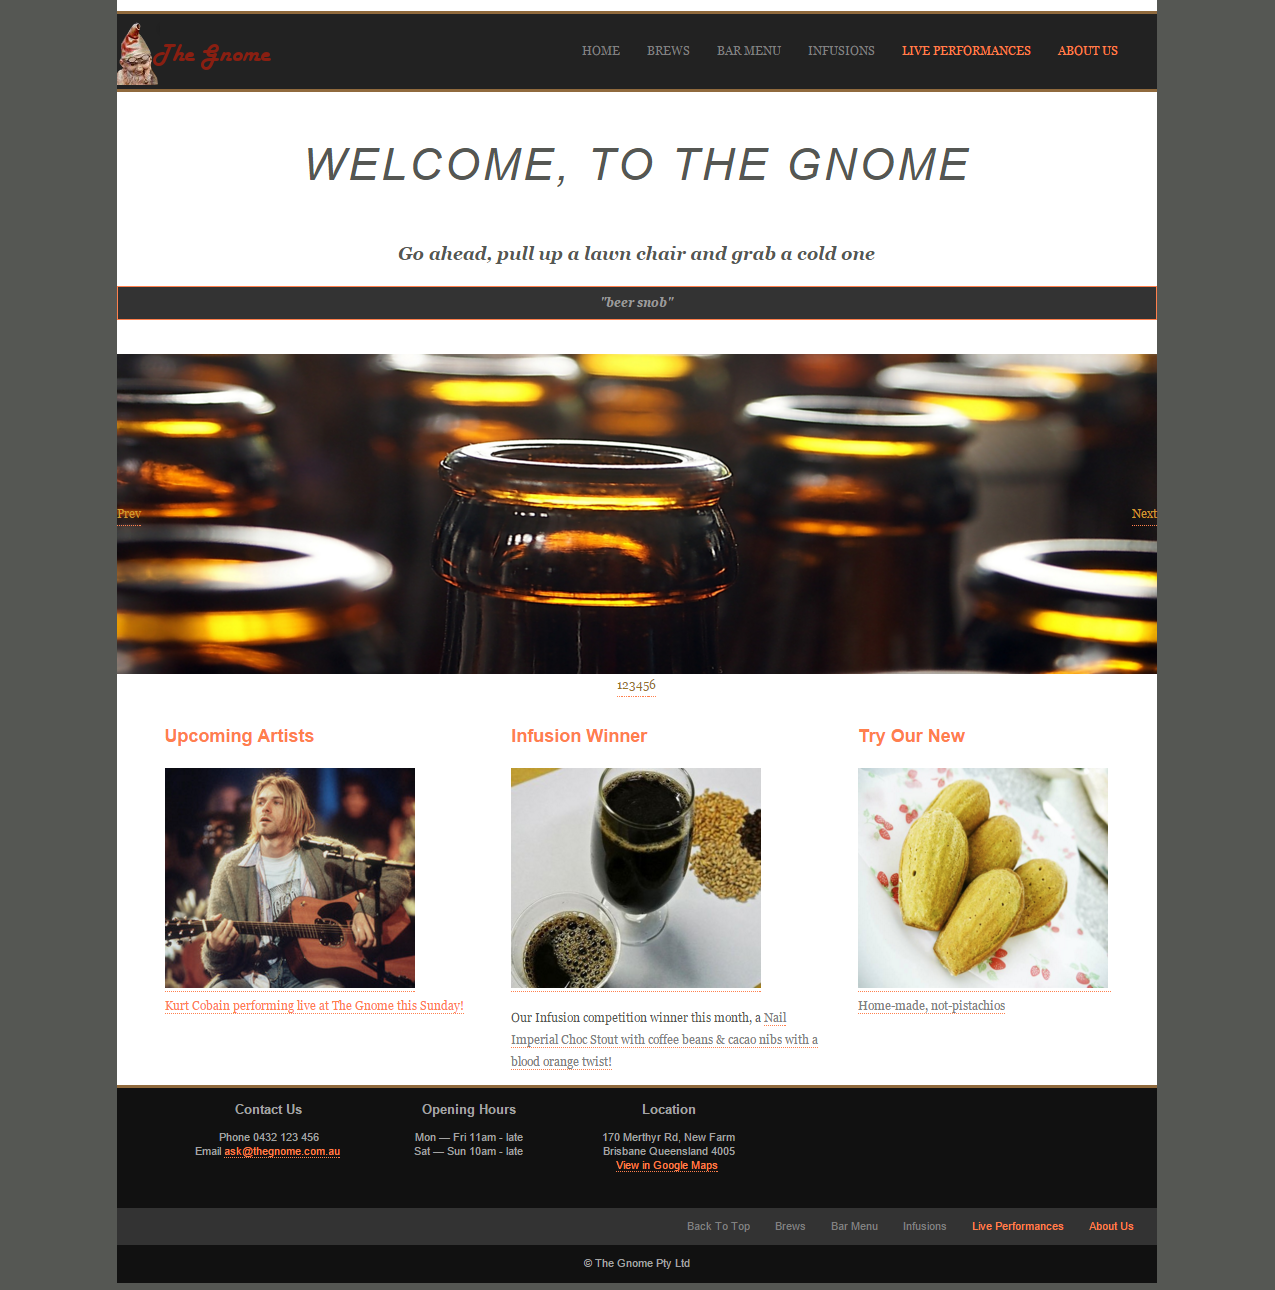 The Gnome
HOME BREWS BAR MENU INFUSIONS LIVE PERFORMANCES ABOUT US
WELCOME, TO THE GNOME
Go ahead, pull up a lawn chair and grab a cold one
"beer snob"
Prev
Next
123456
Upcoming Artists
Kurt Cobain performing live at The Gnome this Sunday!
Infusion Winner
Our Infusion competition winner this month, a Nail
Imperial Choc Stout with coffee beans & cacao nibs with a
blood orange twist!
Try Our New
Home-made, not-pistachios
Contact Us
Phone 0432 123 456
Email ask@thegnome.com.au
Opening Hours
Mon — Fri 11am - late
Sat — Sun 10am - late
Location
170 Merthyr Rd, New Farm
Brisbane Queensland 4005
View in Google Maps
Back To Top Brews Bar Menu Infusions Live Performances About Us
© The Gnome Pty Ltd